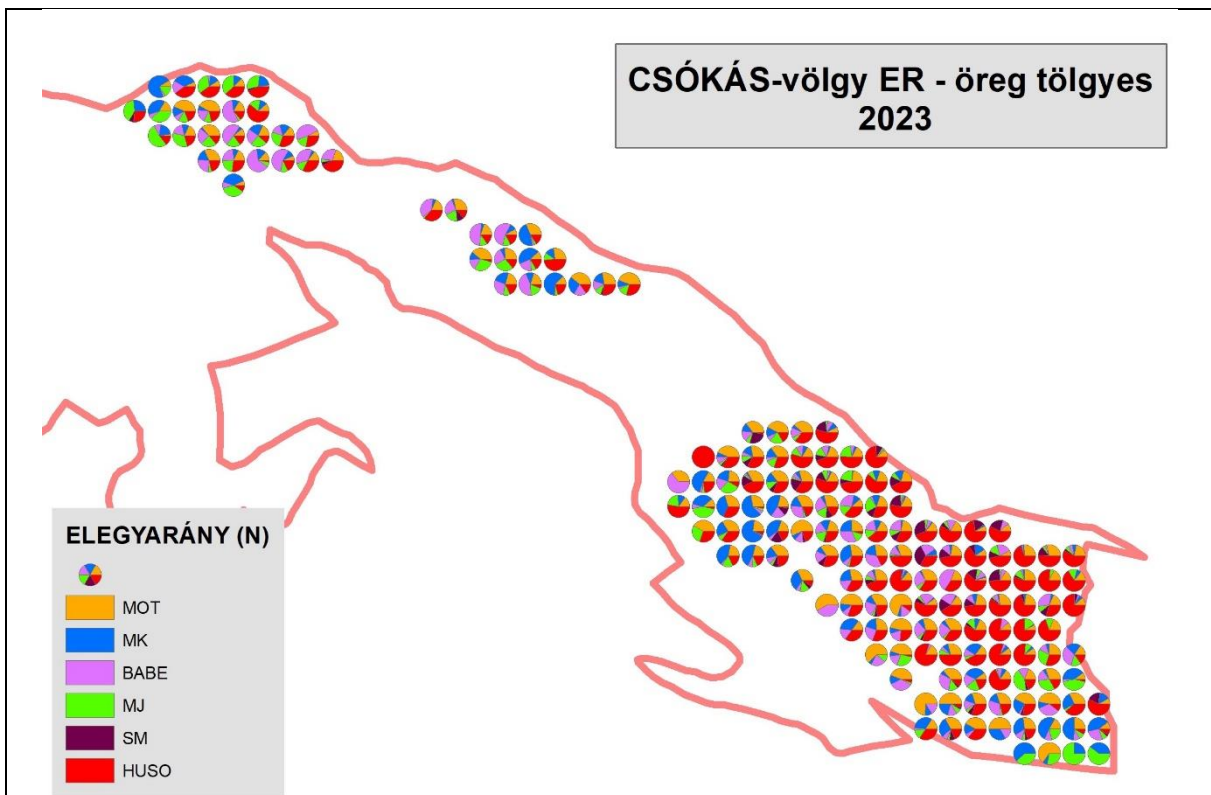 CSÓKÁS-völgy ER - öreg tölgyes
2023
ELEGYARÁNY (N)
MOT
MK
BABE
MJ
SM
HUSO